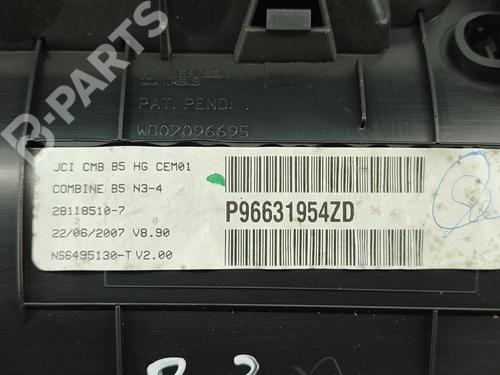 B-PARTS
PAT. PEND.
WO02096695
JCI CMB B5 HG CEM01
COMBINE B5 N3-4
28118510-7
22/06/2007 V8.90
NS6495130-T V2.00
P96631954ZD